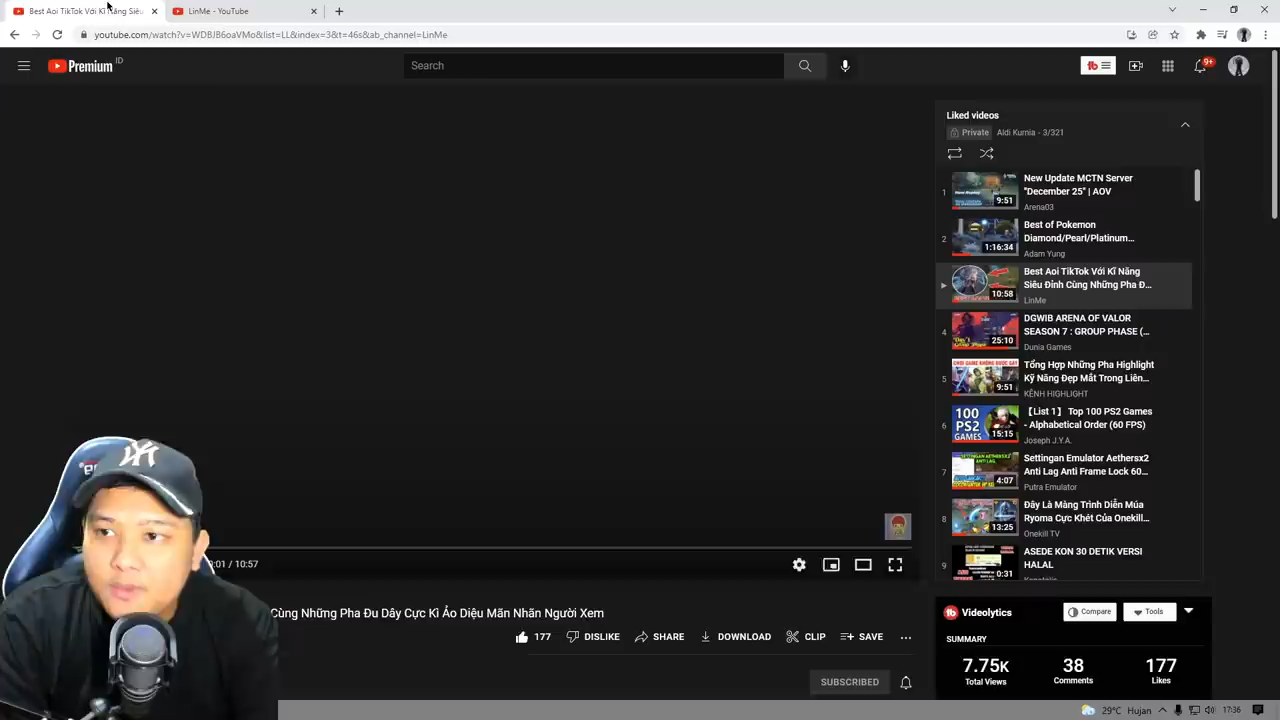 Best Aoi TikTok Với Kĩ Năng Siêu
LinMe - YouTube
youtube.com/watch?v=WDBJB6oaVMo&list=LL&index=3&t=46s&ab_channel=LinMe
Premium ID
Search
9+
Liked videos
Private Aldi Kurnia - 3/321
1
New Update MCTN Server
"December 25" | AOV
9:51
Arena03
2
Best of Pokemon
Diamond/Pearl/Platinum...
1:16:34
Adam Yung
Best Aoi TikTok Với Kĩ Năng
Siêu Đỉnh Cùng Những Pha Đ...
10:58
LinMe
4
DGWIB ARENA OF VALOR
SEASON 7 : GROUP PHASE (...
25:10
Dunia Games
5
Tổng Hợp Những Pha Highlight
Kỹ Năng Đẹp Mắt Trong Liên...
9:51
KÊNH HIGHLIGHT
6
100
PS2
GAMES
【List 1】 Top 100 PS2 Games
- Alphabetical Order (60 FPS)
15:15
Joseph J.Y.A.
7
Settingan Emulator Aethersx2
Anti Lag Anti Frame Lock 60...
4:07
Putra Emulator
8
Đây Là Màng Trình Diễn Múa
Ryoma Cực Khét Của Onekill...
13:25
Onekill TV
9
ASEDE KON 30 DETIK VERSI
HALAL
0:31
:01 / 10:57
Cùng Những Pha Đu Dây Cực Kì Ảo Diệu Mãn Nhãn Người Xem
177 DISLIKE SHARE DOWNLOAD CLIP SAVE ...
SUBSCRIBED
Videolytics
Compare
Tools
SUMMARY
7.75K 38 177
Total Views Comments Likes
29°C Hujan 17:36